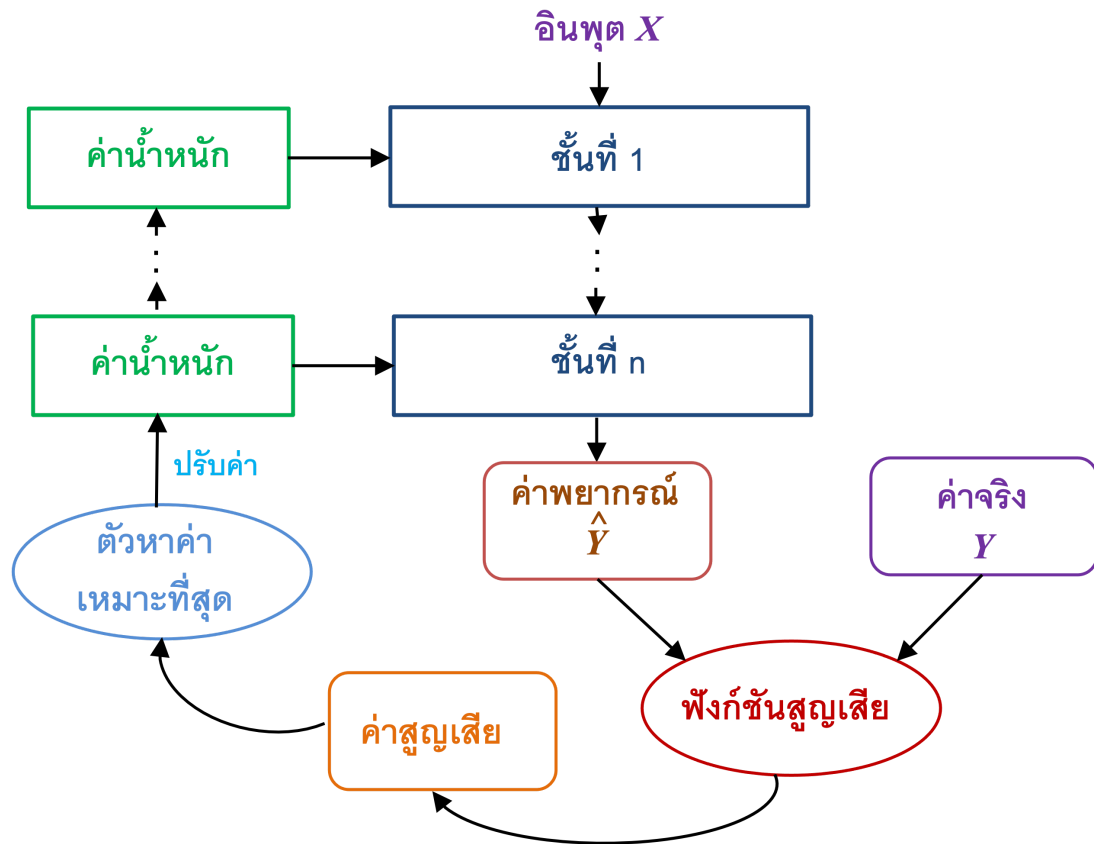 อินพุต X
ค่าน้ำหนัก
ชั้นที่ 1
ค่าน้ำหนัก
ชั้นที่ n
ปรับค่า
ค่าพยากรณ์
Ŷ
ค่าจริง
Y
ตัวหาค่า
เหมาะที่สุด
ฟังก์ชันสูญเสีย
ค่าสูญเสีย